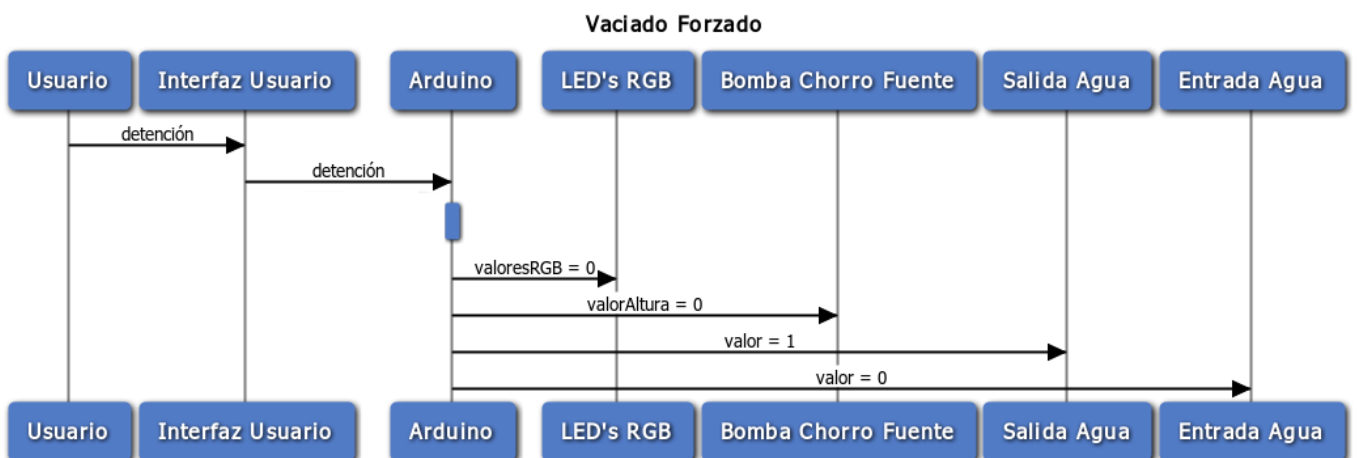 Vaciado Forzado
Usuario Interfaz Usuario Arduino LED's RGB Bomba Chorro Fuente Salida Agua Entrada Agua
detención
detención
valoresRGB = 0
valorAltura = 0
valor = 1
valor = 0
Usuario Interfaz Usuario Arduino LED's RGB Bomba Chorro Fuente Salida Agua Entrada Agua